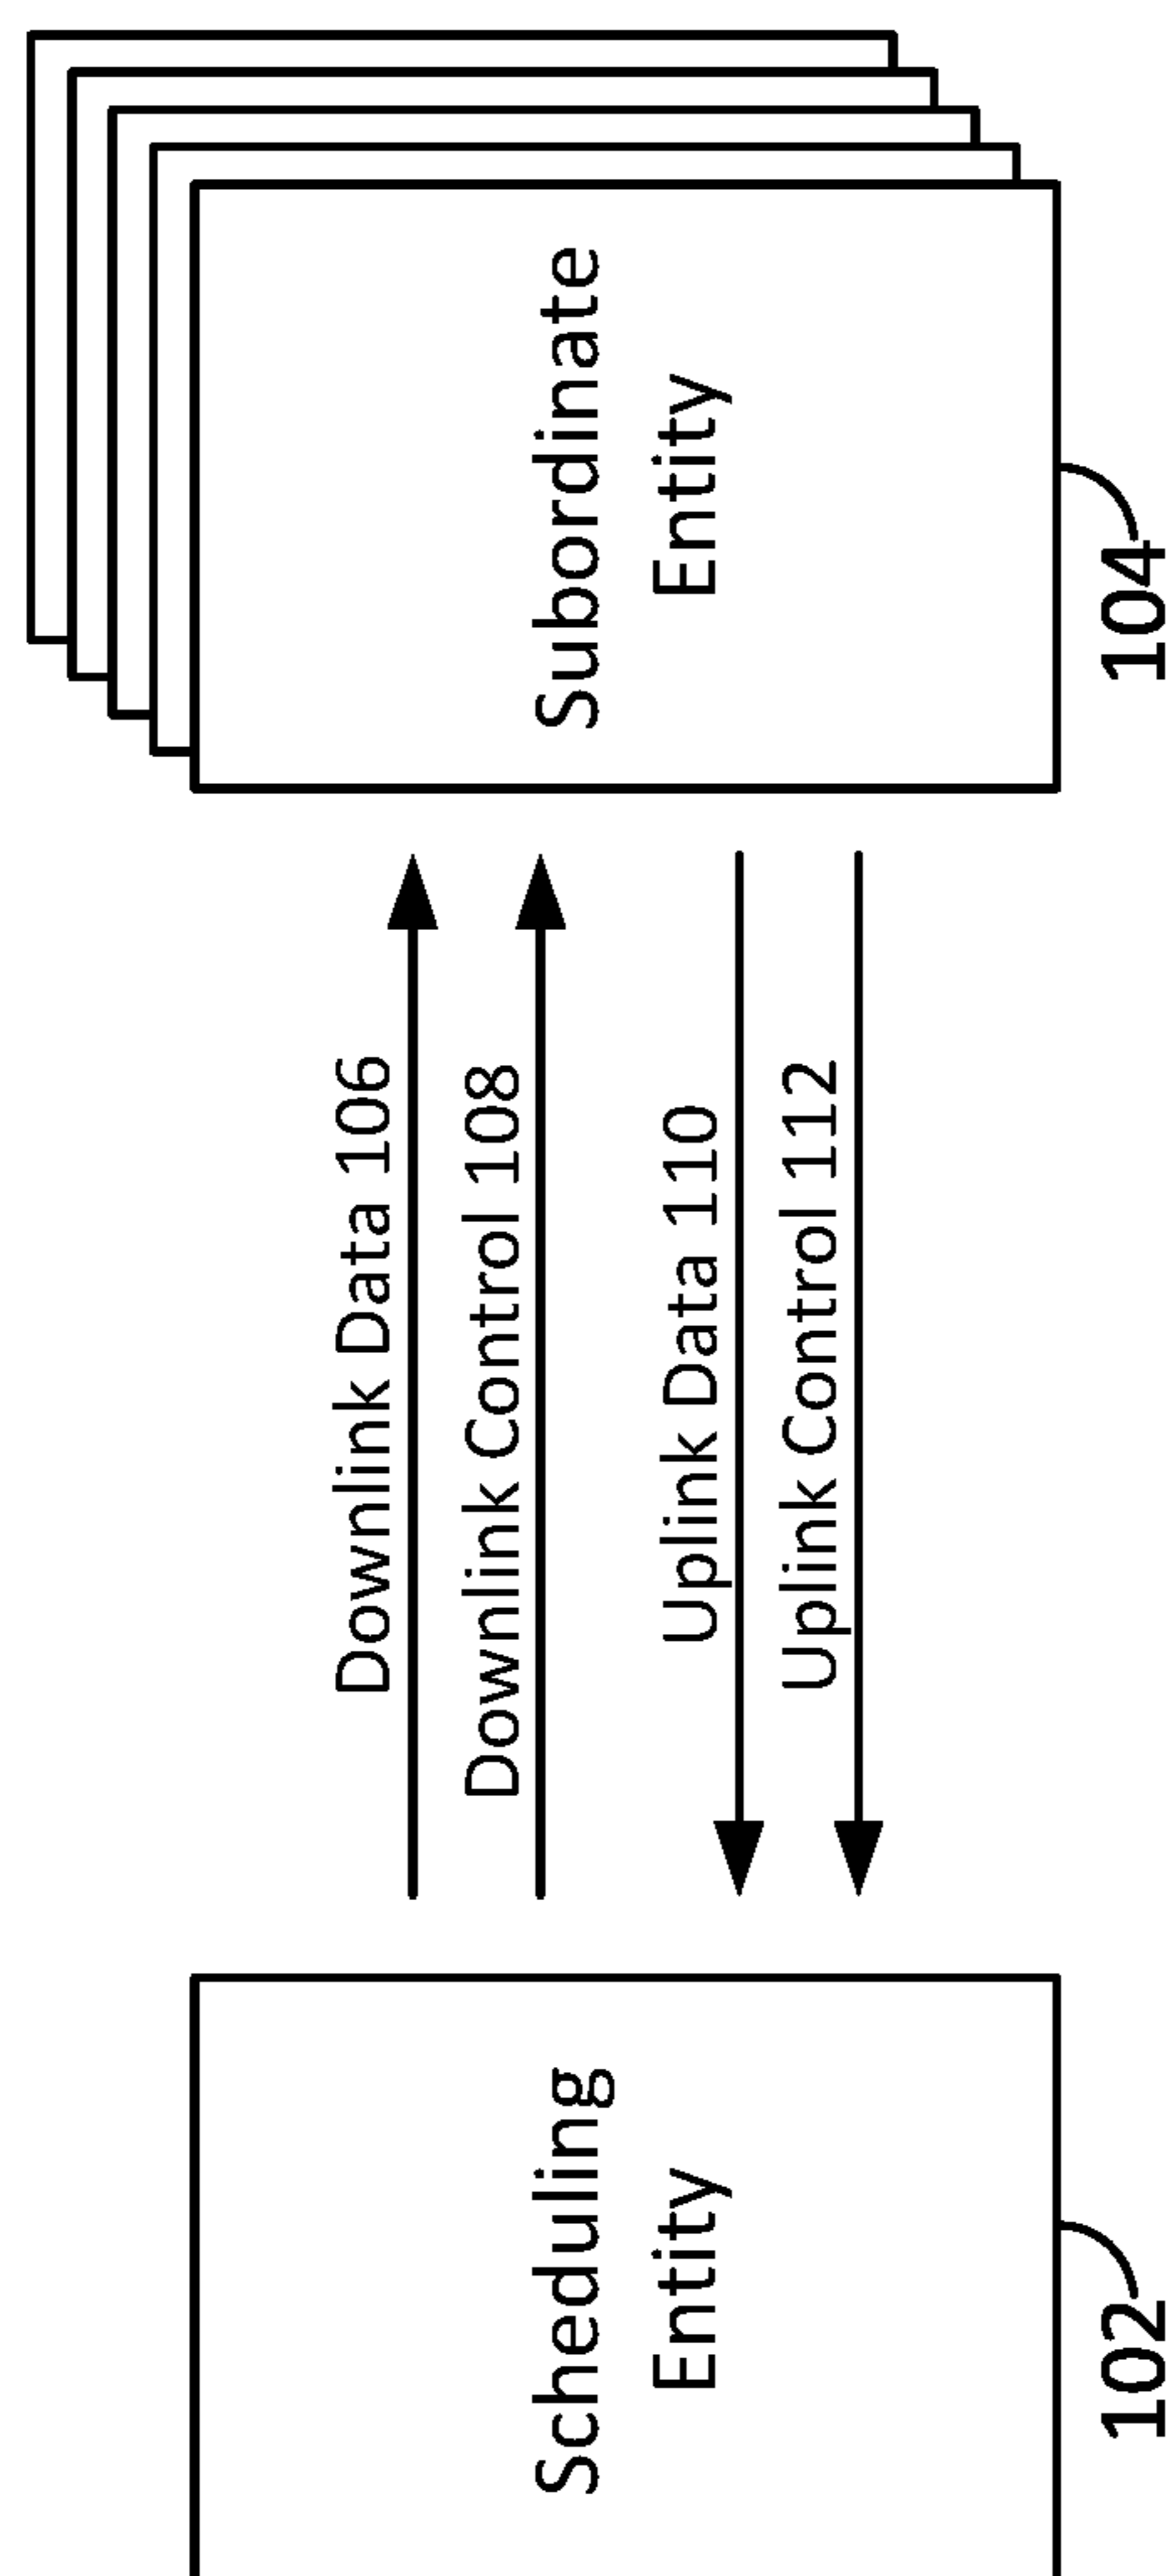 Scheduling
Entity
102
Downlink Data 106
Downlink Control 108
Uplink Data 110
Uplink Control 112
Subordinate
Entity
104